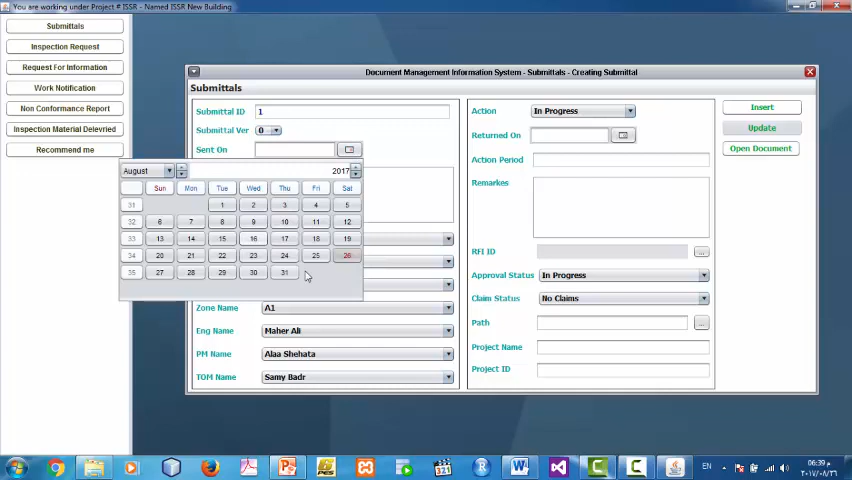 You are working under Project # ISSR - Named ISSR New Building
Submittals
Inspection Request
Request For Information
Work Notification
Non Conformance Report
Inspection Material Delevried
Recommend me
Document Management Information System - Submittals - Creating Submittal
Submittals
Submittal ID
1
Submittal Ver
0
Sent On
August
2017
Sun Mon Tue Wed Thu Fri Sat
31 1 2 3 4 5
32 6 7 8 9 10 11 12
33 13 14 15 16 17 18 19
34 20 21 22 23 24 25 26
35 27 28 29 30 31
Zone Name
A1
Eng Name
Maher Ali
PM Name
Alaa Shehata
TOM Name
Samy Badr
Action
In Progress
Returned On
Action Period
Remarkes
RFI ID
...
Approval Status
In Progress
Claim Status
No Claims
Path
...
Project Name
Project ID
Insert
Update
Open Document
PES
321
R
W
C
C
EN
06:39 م
٢٠١٧/٠٨/٢٦